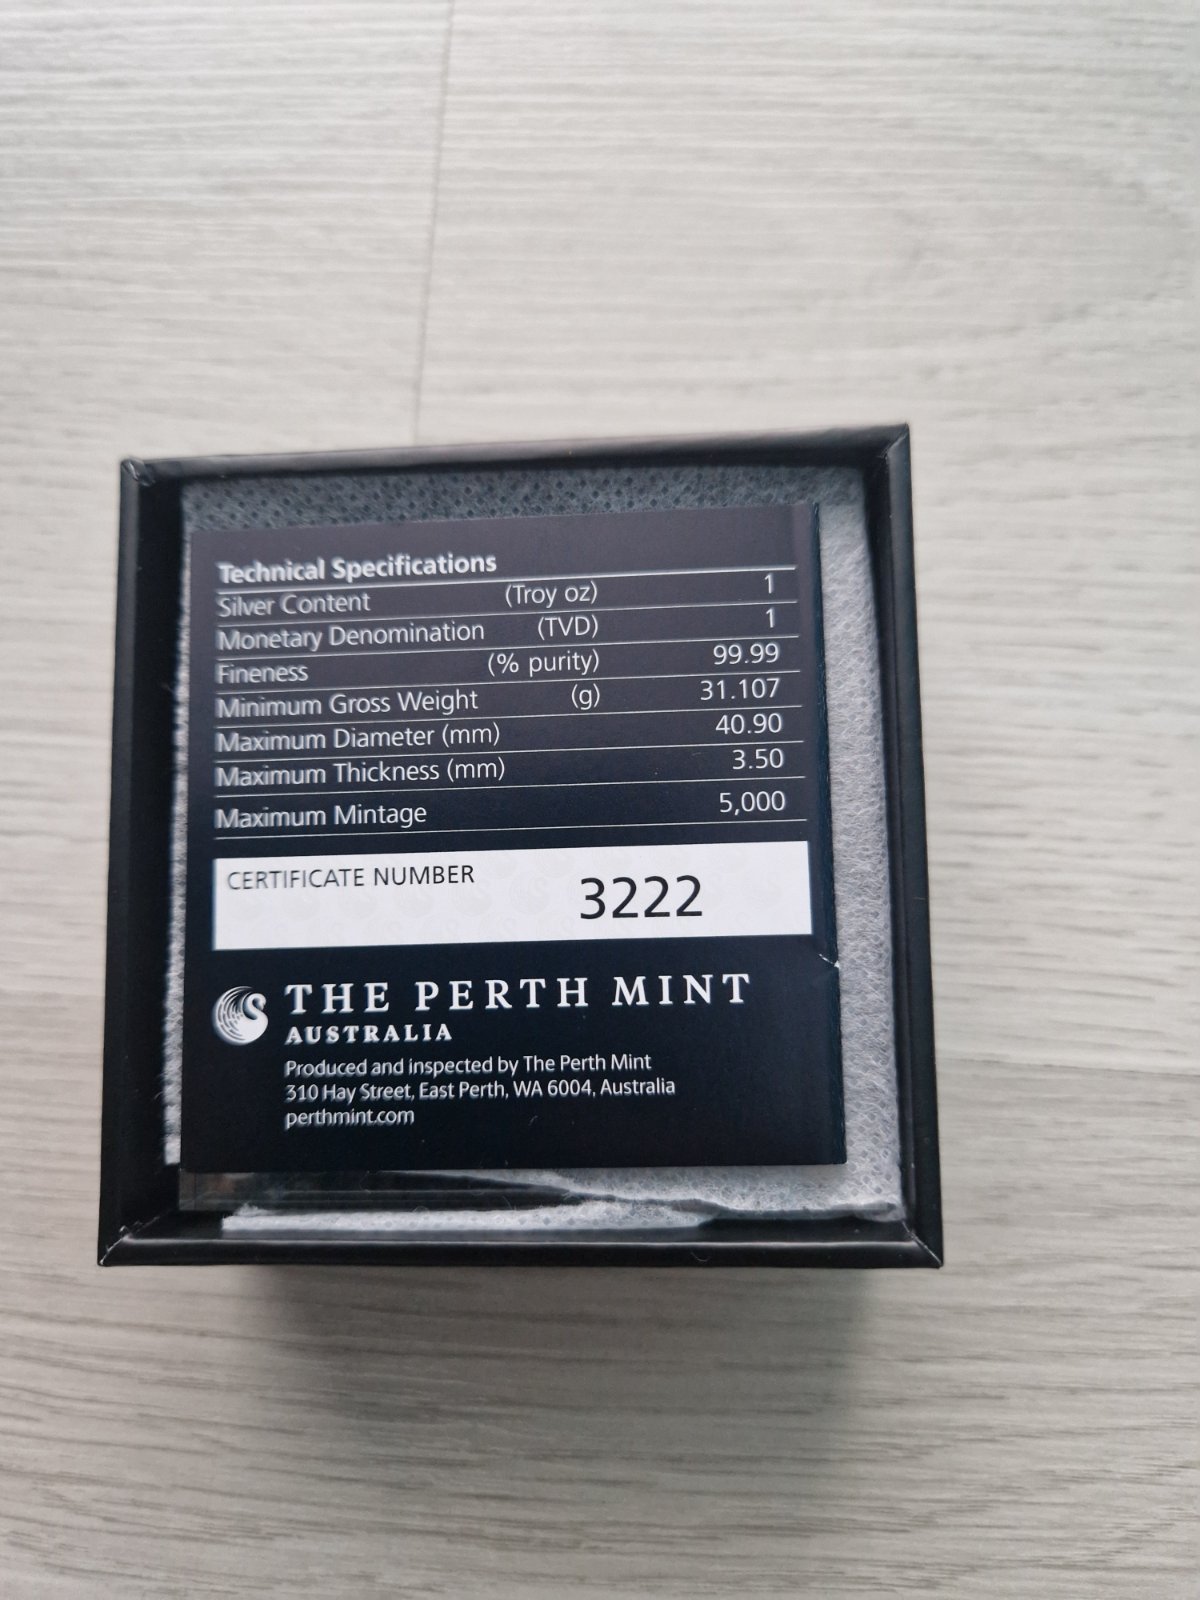 Technical Specifications
Silver Content (Troy oz) 1
Monetary Denomination (TVD) 1
Fineness (% purity) 99.99
Minimum Gross Weight (g) 31.107
Maximum Diameter (mm) 40.90
Maximum Thickness (mm) 3.50
Maximum Mintage 5,000
CERTIFICATE NUMBER 3222
THE PERTH MINT
AUSTRALIA
Produced and inspected by The Perth Mint
310 Hay Street, East Perth, WA 6004, Australia
perthmint.com